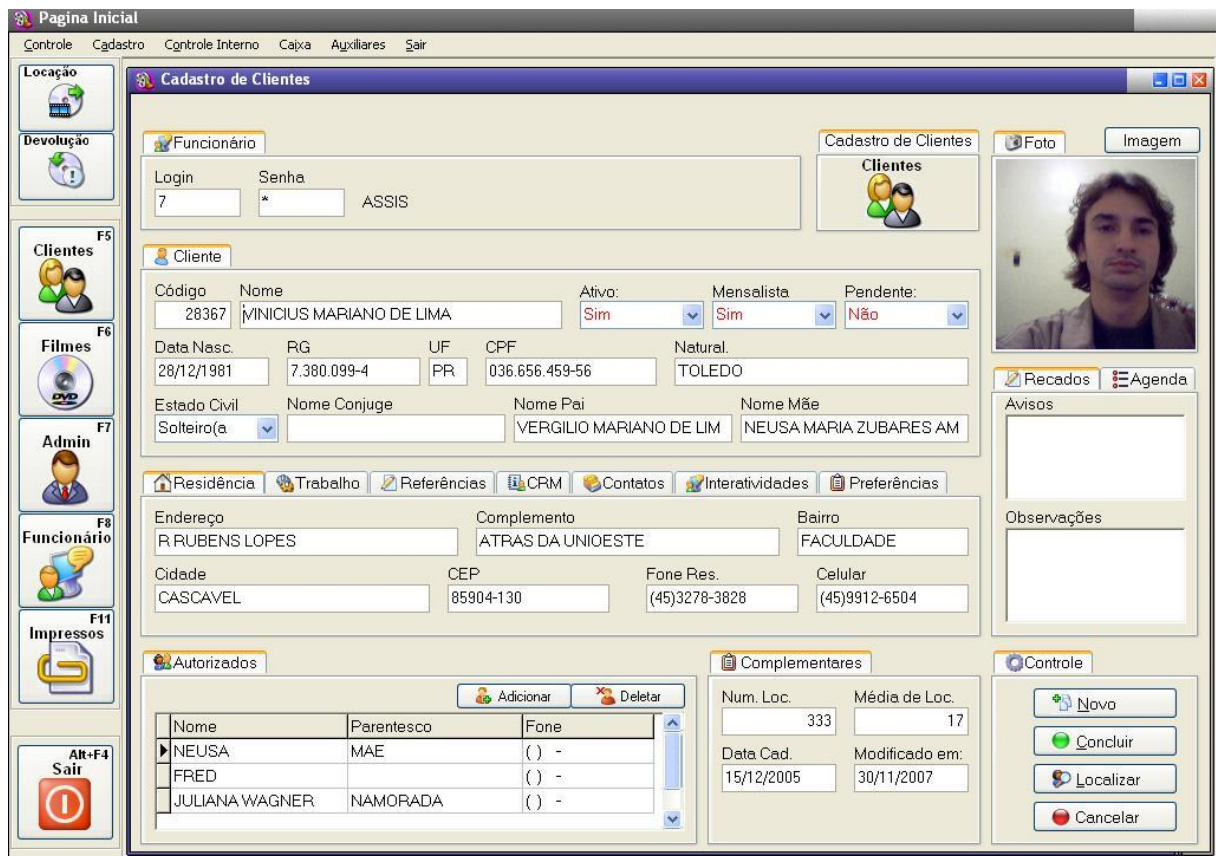 Pagina Inicial
Controle Cadastro Controle Interno Caixa Auxiliares Sair
Locação
Devolução
F5
Clientes
F6
Filmes
DVD
F7
Admin
F8
Funcionário
F11
Impressos
Alt+F4
Sair
Cadastro de Clientes
Funcionário
Login Senha
7 * ASSIS
Cadastro de Clientes
Clientes
Foto Imagem
Cliente
Código Nome Ativo: Mensalista Pendente:
28367 VINICIUS MARIANO DE LIMA Sim Sim Não
Data Nasc. RG UF CPF Natural.
28/12/1981 7.380.099-4 PR 036.656.459-56 TOLEDO
Estado Civil Nome Conjuge Nome Pai Nome Mãe
Solteiro(a VERGILIO MARIANO DE LIM NEUSA MARIA ZUBARES AM
Recados Agenda
Avisos
Observações
Residência Trabalho Referências CRM Contatos Interatividades Preferências
Endereço Complemento Bairro
R RUBENS LOPES ATRAS DA UNIOESTE FACULDADE
Cidade CEP Fone Res. Celular
CASCAVEL 85904-130 (45)3278-3828 (45)9912-6504
Autorizados
Adicionar Deletar
Nome Parentesco Fone
NEUSA MAE ( ) -
FRED ( ) -
JULIANA WAGNER NAMORADA ( ) -
Complementares
Num. Loc. Média de Loc.
333 17
Data Cad. Modificado em:
15/12/2005 30/11/2007
Controle
Novo
Concluir
Localizar
Cancelar